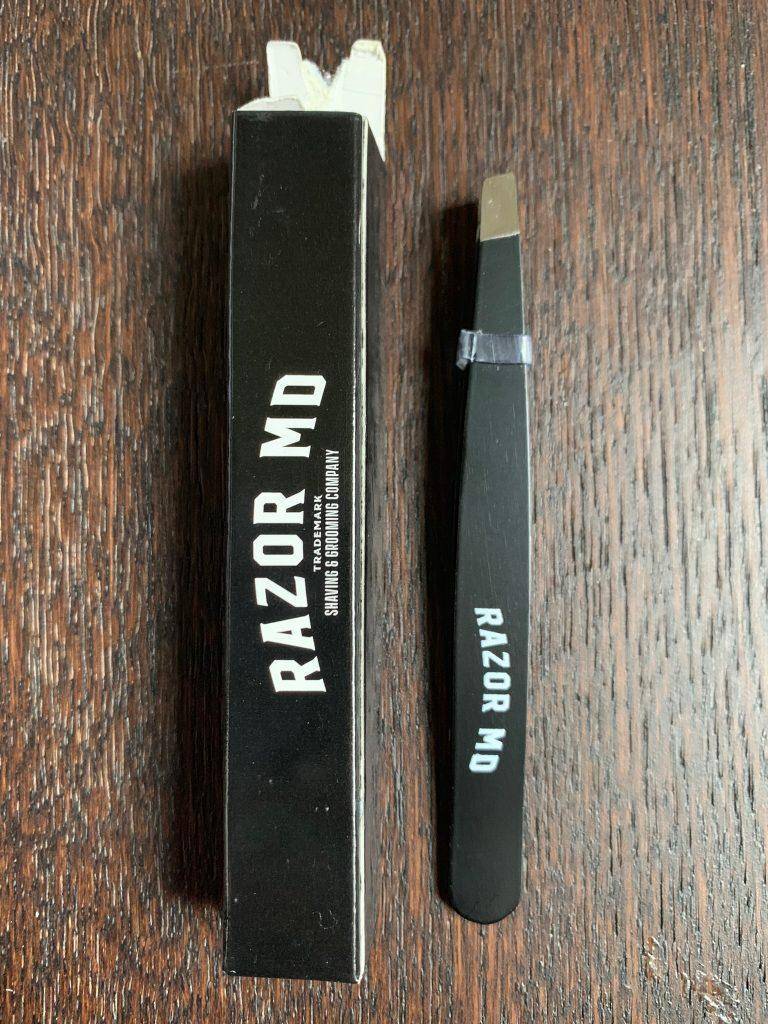 RAZOR MD
TRADEMARK
SHAVING & GROOMING COMPANY
RAZOR MD